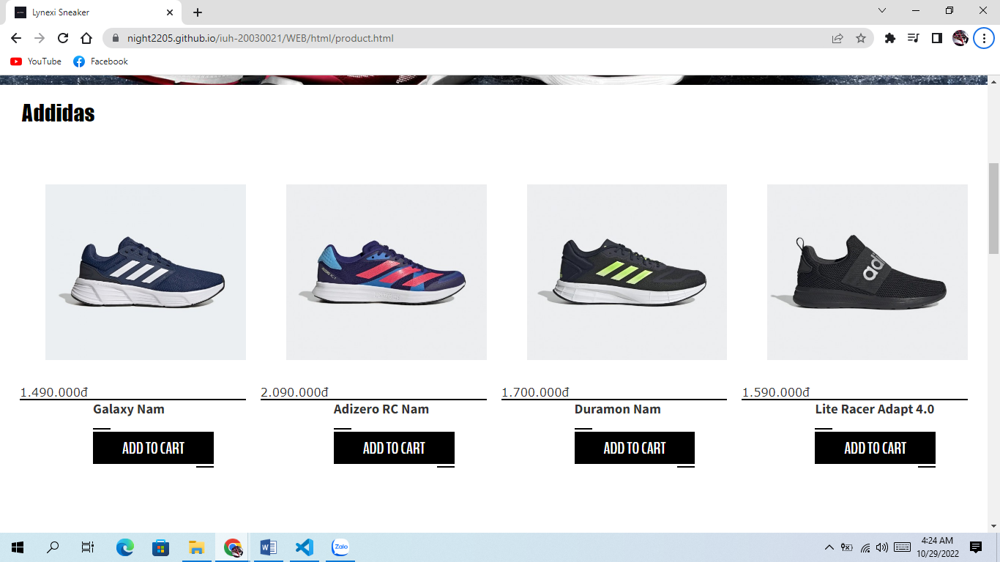 Lynexi Sneaker
night2205.github.io/iuh-20030021/WEB/html/product.html
YouTube Facebook
Addidas
adi
1.490.000đ 2.090.000đ 1.700.000đ 1.590.000đ
Galaxy Nam Adizero RC Nam Duramon Nam Lite Racer Adapt 4.0
ADD TO CART ADD TO CART ADD TO CART ADD TO CART
Zalo
4:24 AM
10/29/2022